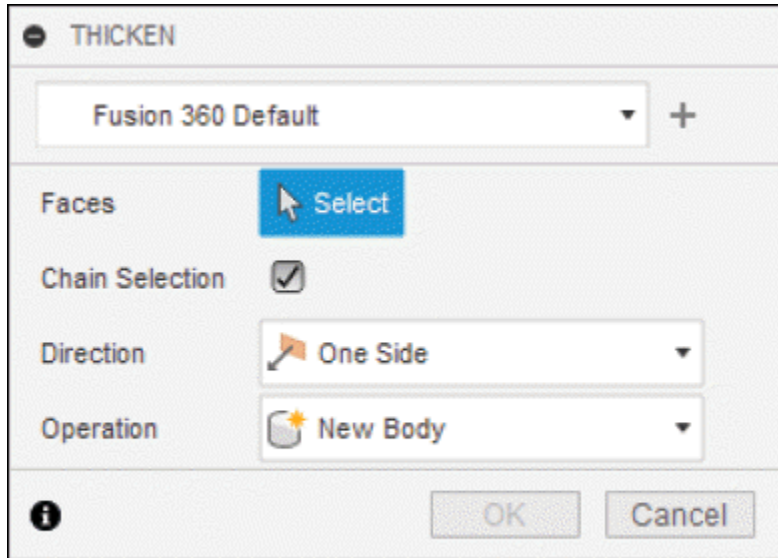 THICKEN
Fusion 360 Default
Faces Select
Chain Selection
Direction One Side
Operation New Body
OK Cancel